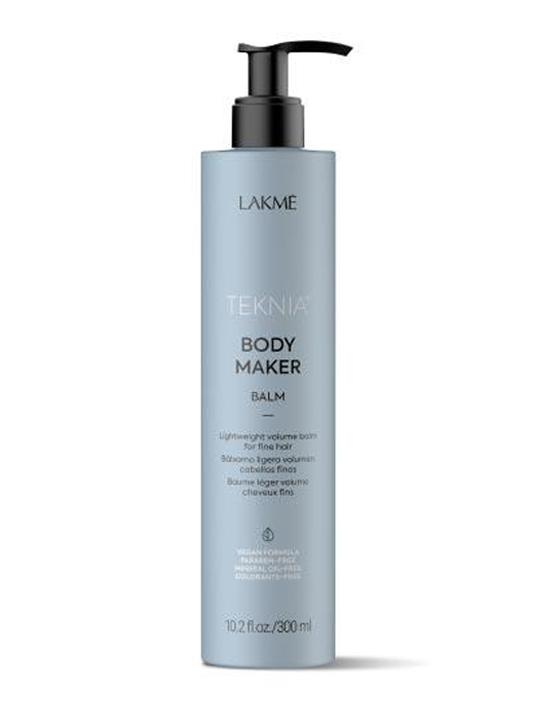 LAKMÉ
TEKNIA®
BODY
MAKER
BALM
Lightweight volume balm
for fine hair
Bálsamo ligero volumen
cabellos finos
Baume léger volume
cheveux fins
VEGAN FORMULA
PARABEN-FREE
MINERAL OIL-FREE
COLORANTS-FREE
10.2 fl.oz./300 ml